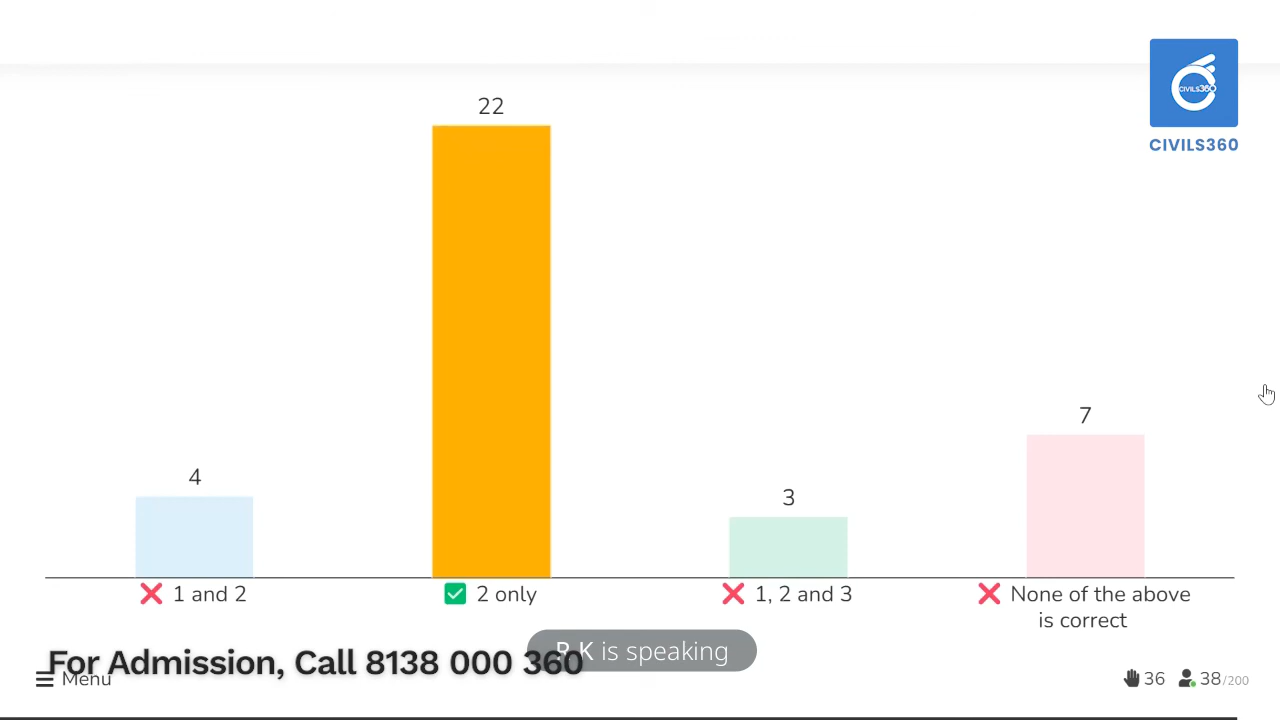 22
CIVILS360
CIVILS360
7
4
3
❌ 1 and 2
✅ 2 only
❌ 1, 2 and 3
❌ None of the above
is correct
R K is speaking
For Admission, Call 8138 000 360
Menu
36
38/200